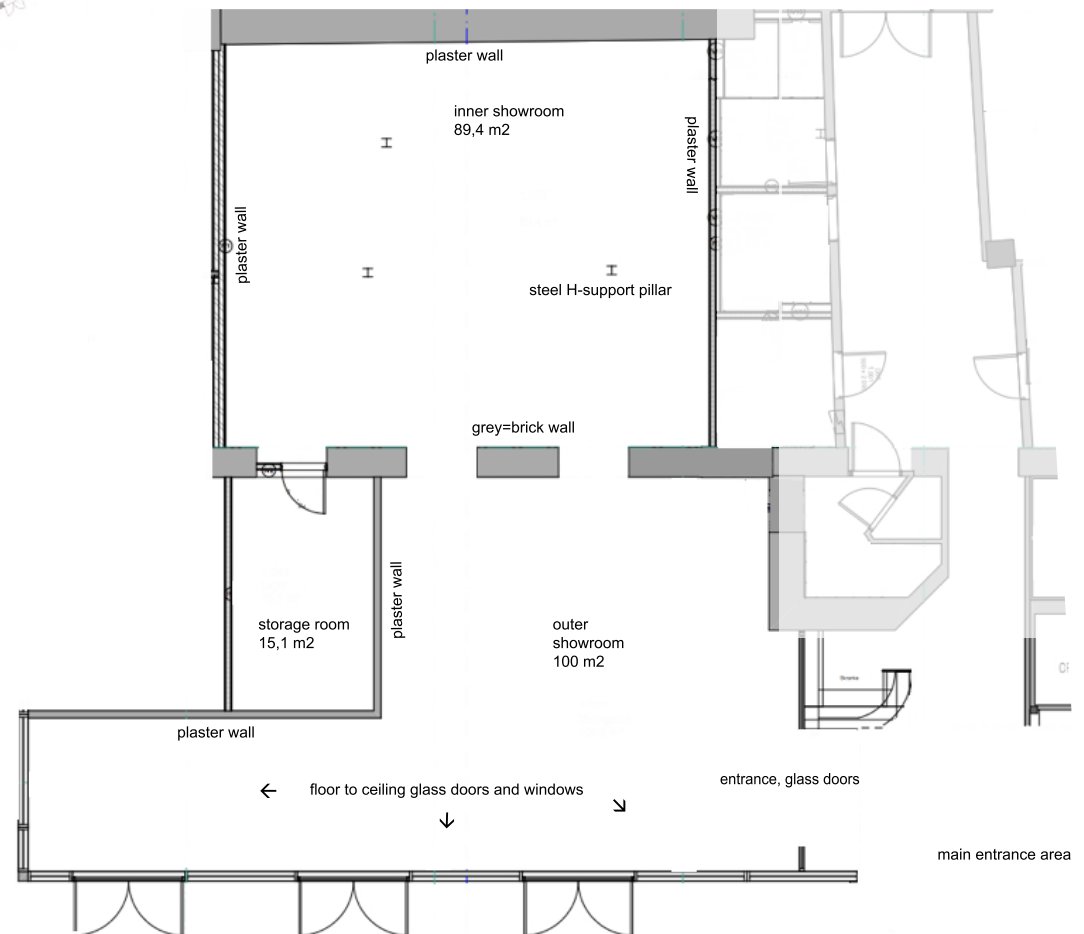 plaster wall
inner showroom
89,4 m2
plaster wall
plaster wall
steel H-support pillar
grey=brick wall
plaster wall
storage room
15,1 m2
outer
showroom
100 m2
plaster wall
entrance, glass doors
floor to ceiling glass doors and windows
main entrance area